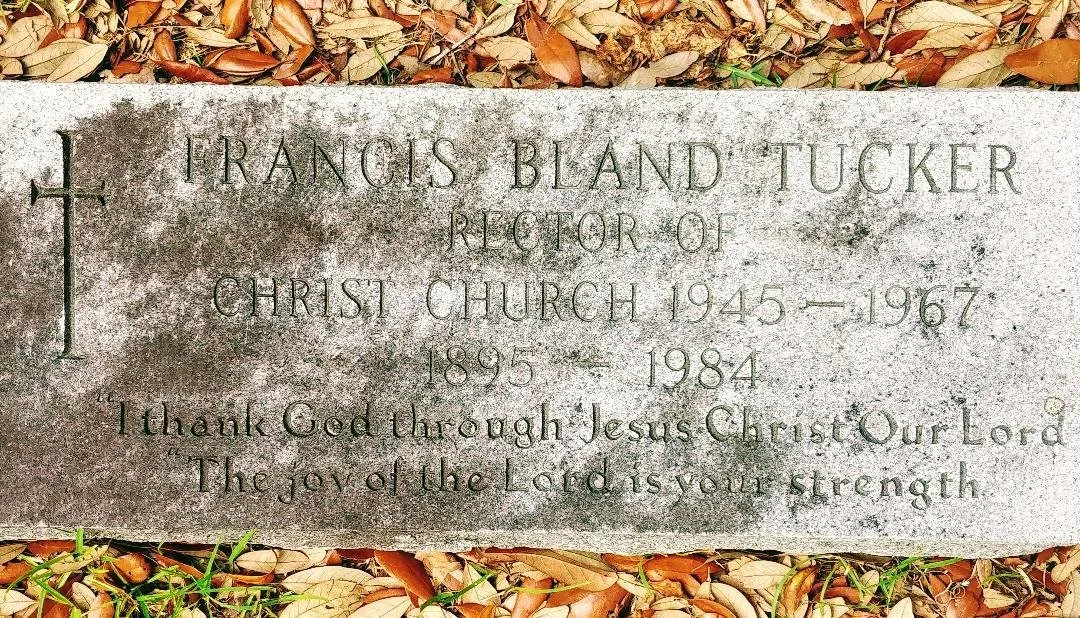 FRANCIS BLAND TUCKER
RECTOR OF
CHRIST CHURCH 1945 – 1967
1895 – 1984
"I thank God through Jesus Christ Our Lord
"The joy of the Lord is your strength.